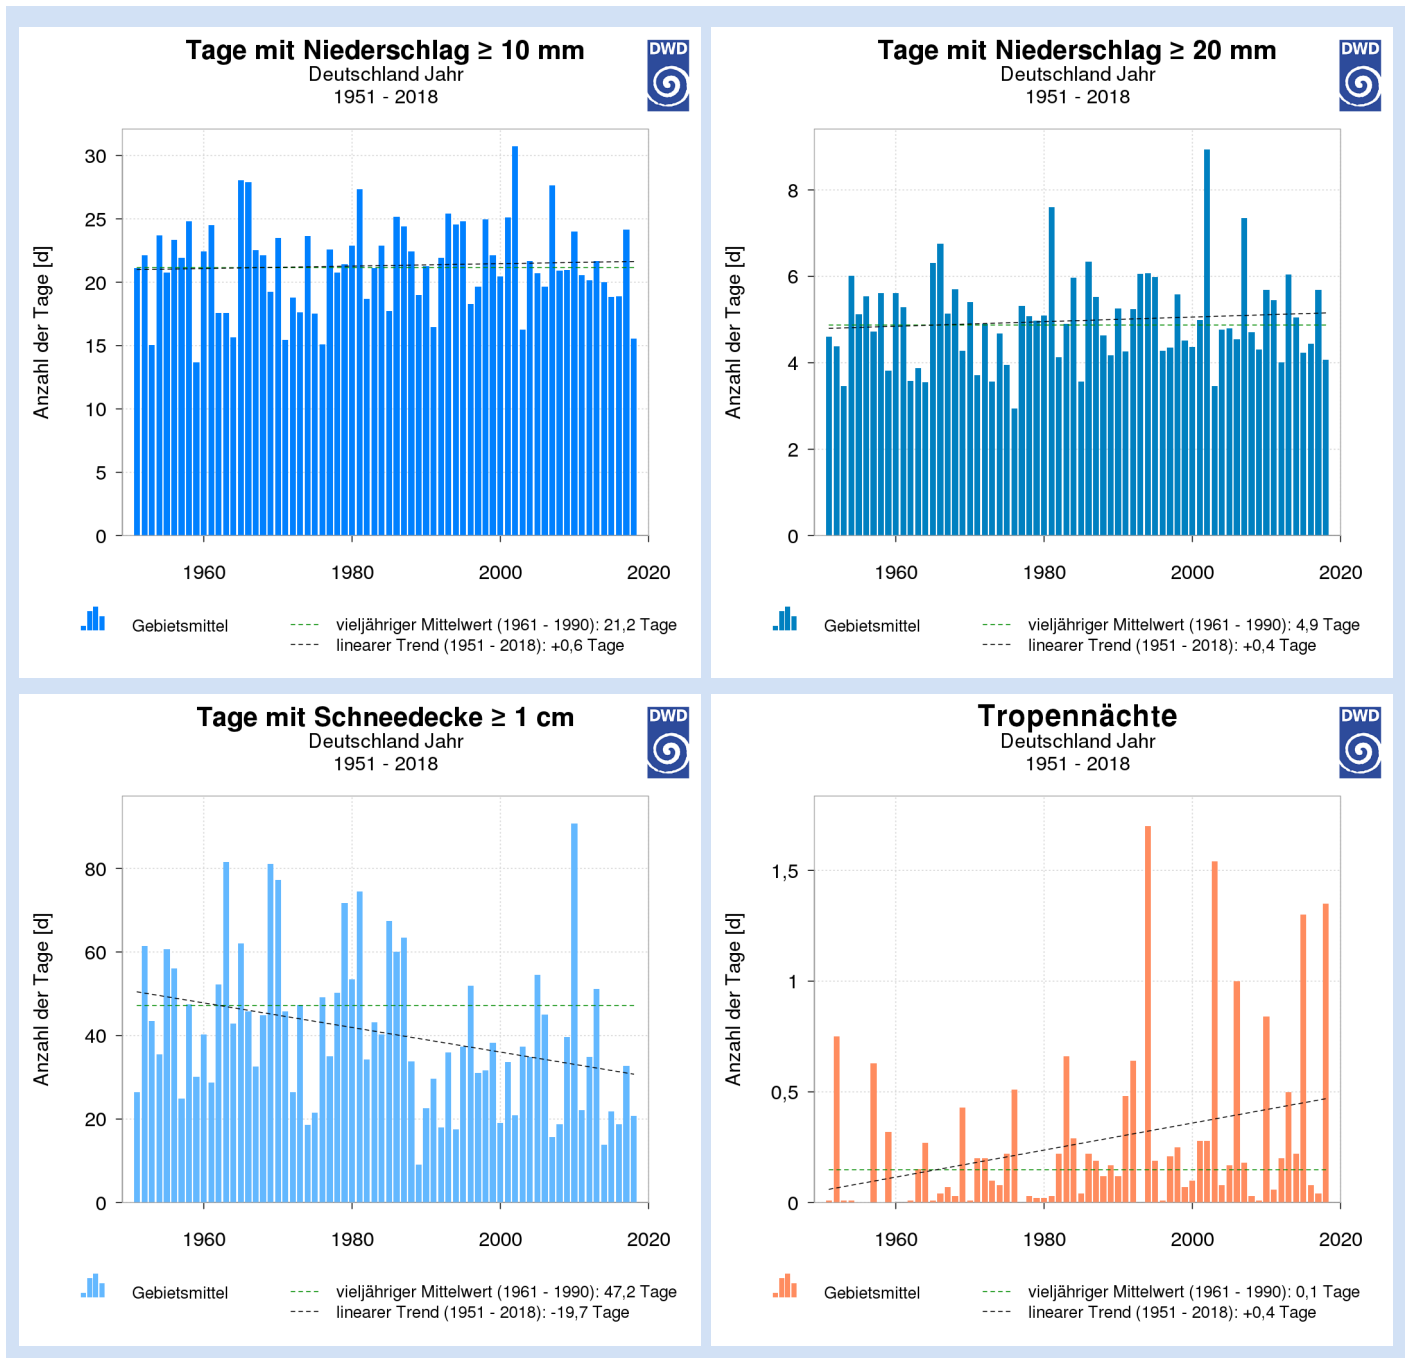 Tage mit Niederschlag ≥ 10 mm
Deutschland Jahr
1951 - 2018
DWD
Anzahl der Tage [d]
30
25
20
15
10
5
0
1960
1980
2000
2020
Gebietsmittel
vieljähriger Mittelwert (1961 - 1990): 21,2 Tage
linearer Trend (1951 - 2018): +0,6 Tage
Tage mit Niederschlag ≥ 20 mm
Deutschland Jahr
1951 - 2018
DWD
Anzahl der Tage [d]
8
6
4
2
0
1960
1980
2000
2020
Gebietsmittel
vieljähriger Mittelwert (1961 - 1990): 4,9 Tage
linearer Trend (1951 - 2018): +0,4 Tage
Tage mit Schneedecke ≥ 1 cm
Deutschland Jahr
1951 - 2018
DWD
Anzahl der Tage [d]
80
60
40
20
0
1960
1980
2000
2020
Gebietsmittel
vieljähriger Mittelwert (1961 - 1990): 47,2 Tage
linearer Trend (1951 - 2018): -19,7 Tage
Tropennächte
Deutschland Jahr
1951 - 2018
DWD
Anzahl der Tage [d]
1,5
1
0,5
0
1960
1980
2000
2020
Gebietsmittel
vieljähriger Mittelwert (1961 - 1990): 0,1 Tage
linearer Trend (1951 - 2018): +0,4 Tage